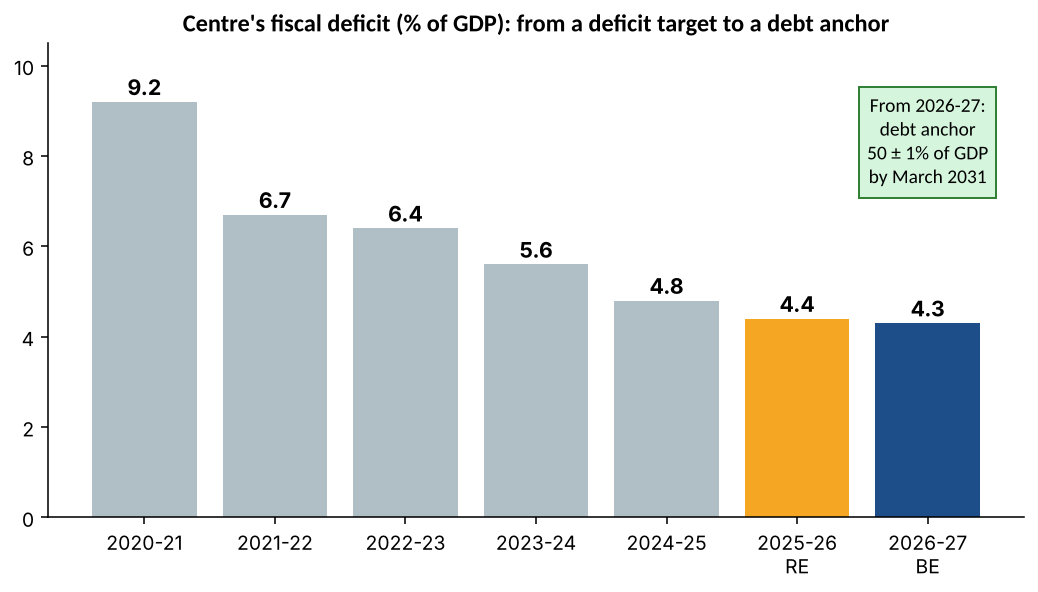 Centre's fiscal deficit (% of GDP): from a deficit target to a debt anchor
10
8
6
4
2
0
9.2
6.7
6.4
5.6
4.8
4.4
4.3
From 2026-27:
debt anchor
50 ± 1% of GDP
by March 2031
2020-21
2021-22
2022-23
2023-24
2024-25
2025-26
RE
2026-27
BE